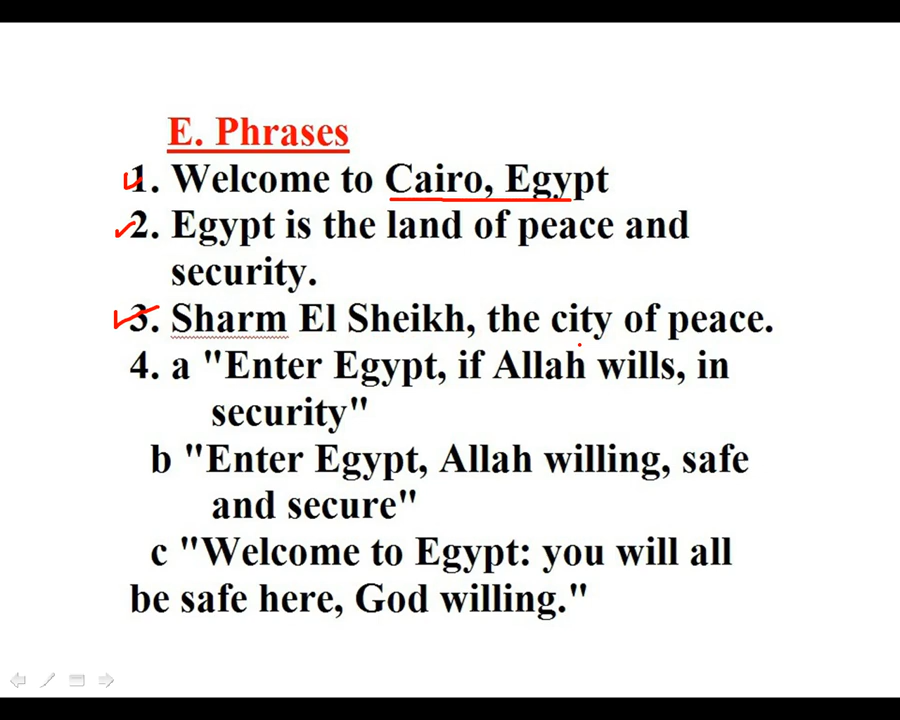 E. Phrases
1. Welcome to Cairo, Egypt
2. Egypt is the land of peace and
security.
3. Sharm El Sheikh, the city of peace.
4. a "Enter Egypt, if Allah wills, in
security"
b "Enter Egypt, Allah willing, safe
and secure"
c "Welcome to Egypt: you will all
be safe here, God willing."